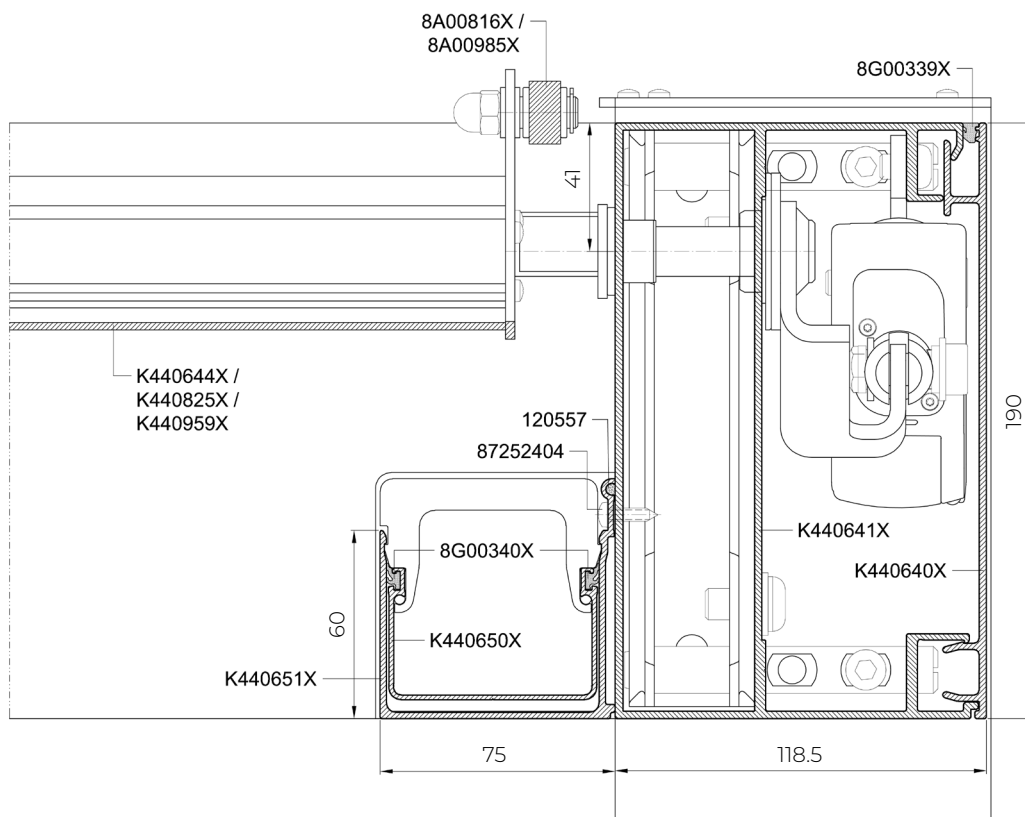 8A00816X /
8A00985X
8G00339X
41
K440644X /
K440825X /
K440959X
120557
87252404
190
K440641X
8G00340X
K440640X
60
K440650X
K440651X
75
118.5